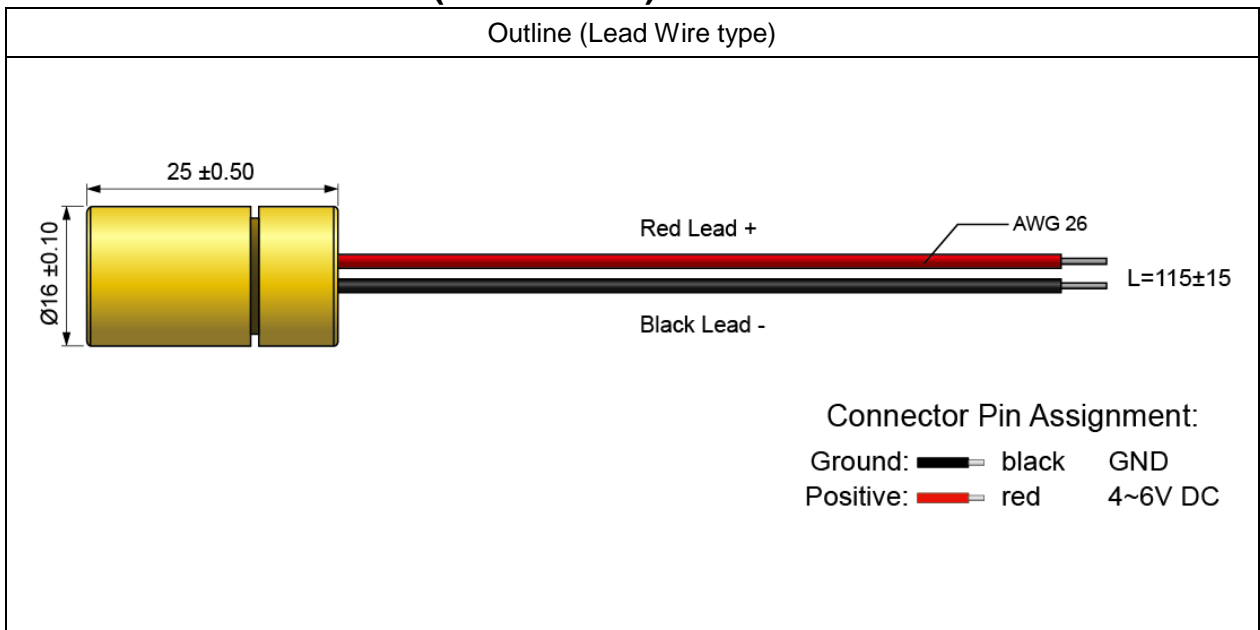 Outline (Lead Wire type)
25 ±0.50
Ø16 ±0.10
Red Lead +
AWG 26
L=115±15
Black Lead -
Connector Pin Assignment:
Ground: black GND
Positive: red 4~6V DC